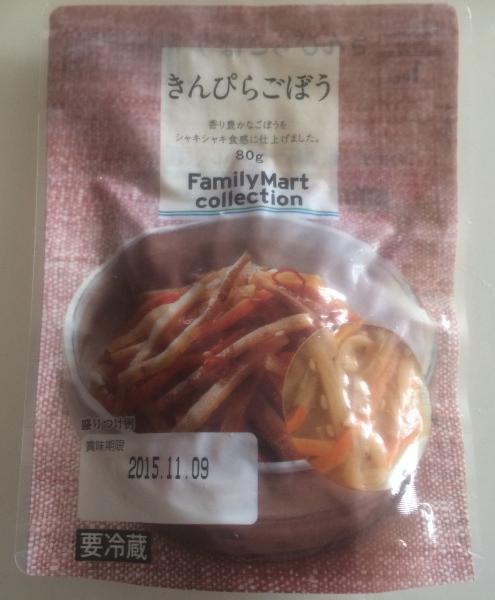 きんぴらごぼう
香り豊かなごぼうを
シャキシャキ食感に仕上げました。
80g
FamilyMart
collection
盛りつけ例
賞味期限
2015.11.09
要冷蔵